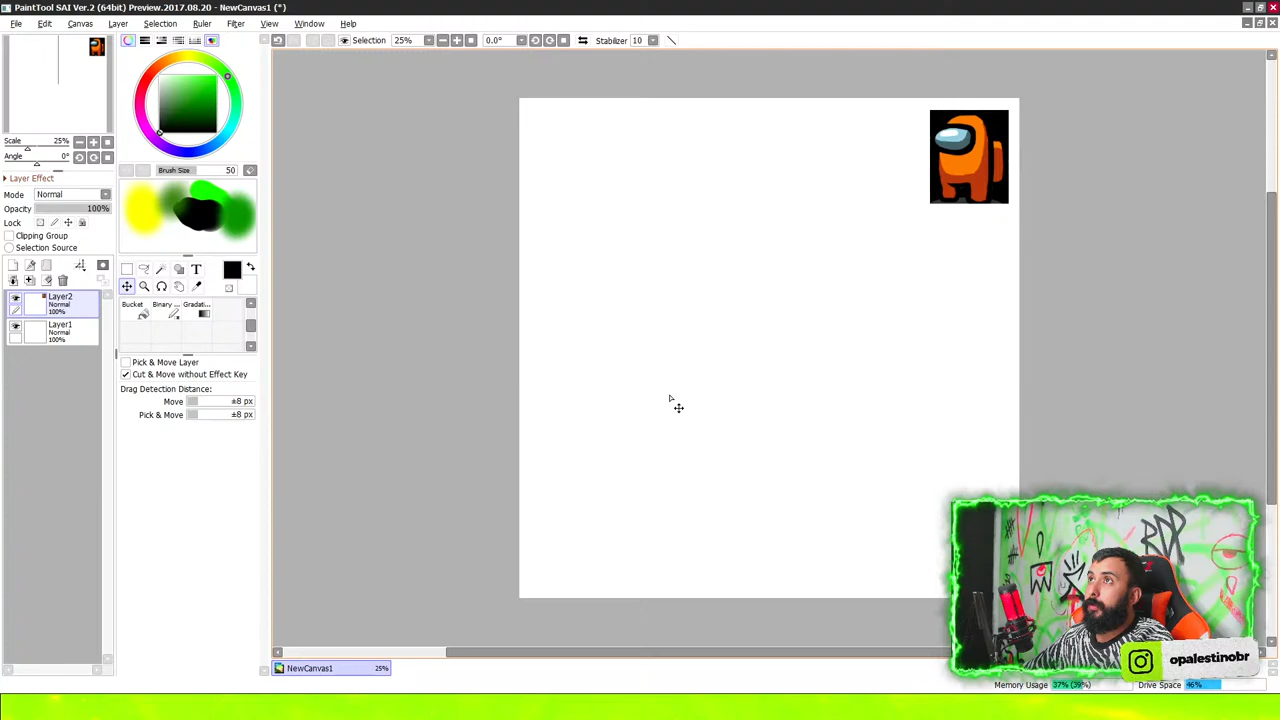 PaintTool SAI Ver.2 (64bit) Preview.2017.08.20 - NewCanvas1 (*)
File Edit Canvas Layer Selection Ruler Filter View Window Help
Selection 25% 0.0° Stabilizer 10
Scale 25%
Angle 0°
Layer Effect
Mode Normal
Opacity 100%
Lock
Clipping Group
Selection Source
Layer2
Normal
100%
Layer1
Normal
100%
Brush Size 50
T
Bucket Binary ... Gradati...
Pick & Move Layer
Cut & Move without Effect Key
Drag Detection Distance:
Move ±8 px
Pick & Move ±8 px
NewCanvas1 25%
opalestinobr
Memory Usage 37% (39%) Drive Space 46%